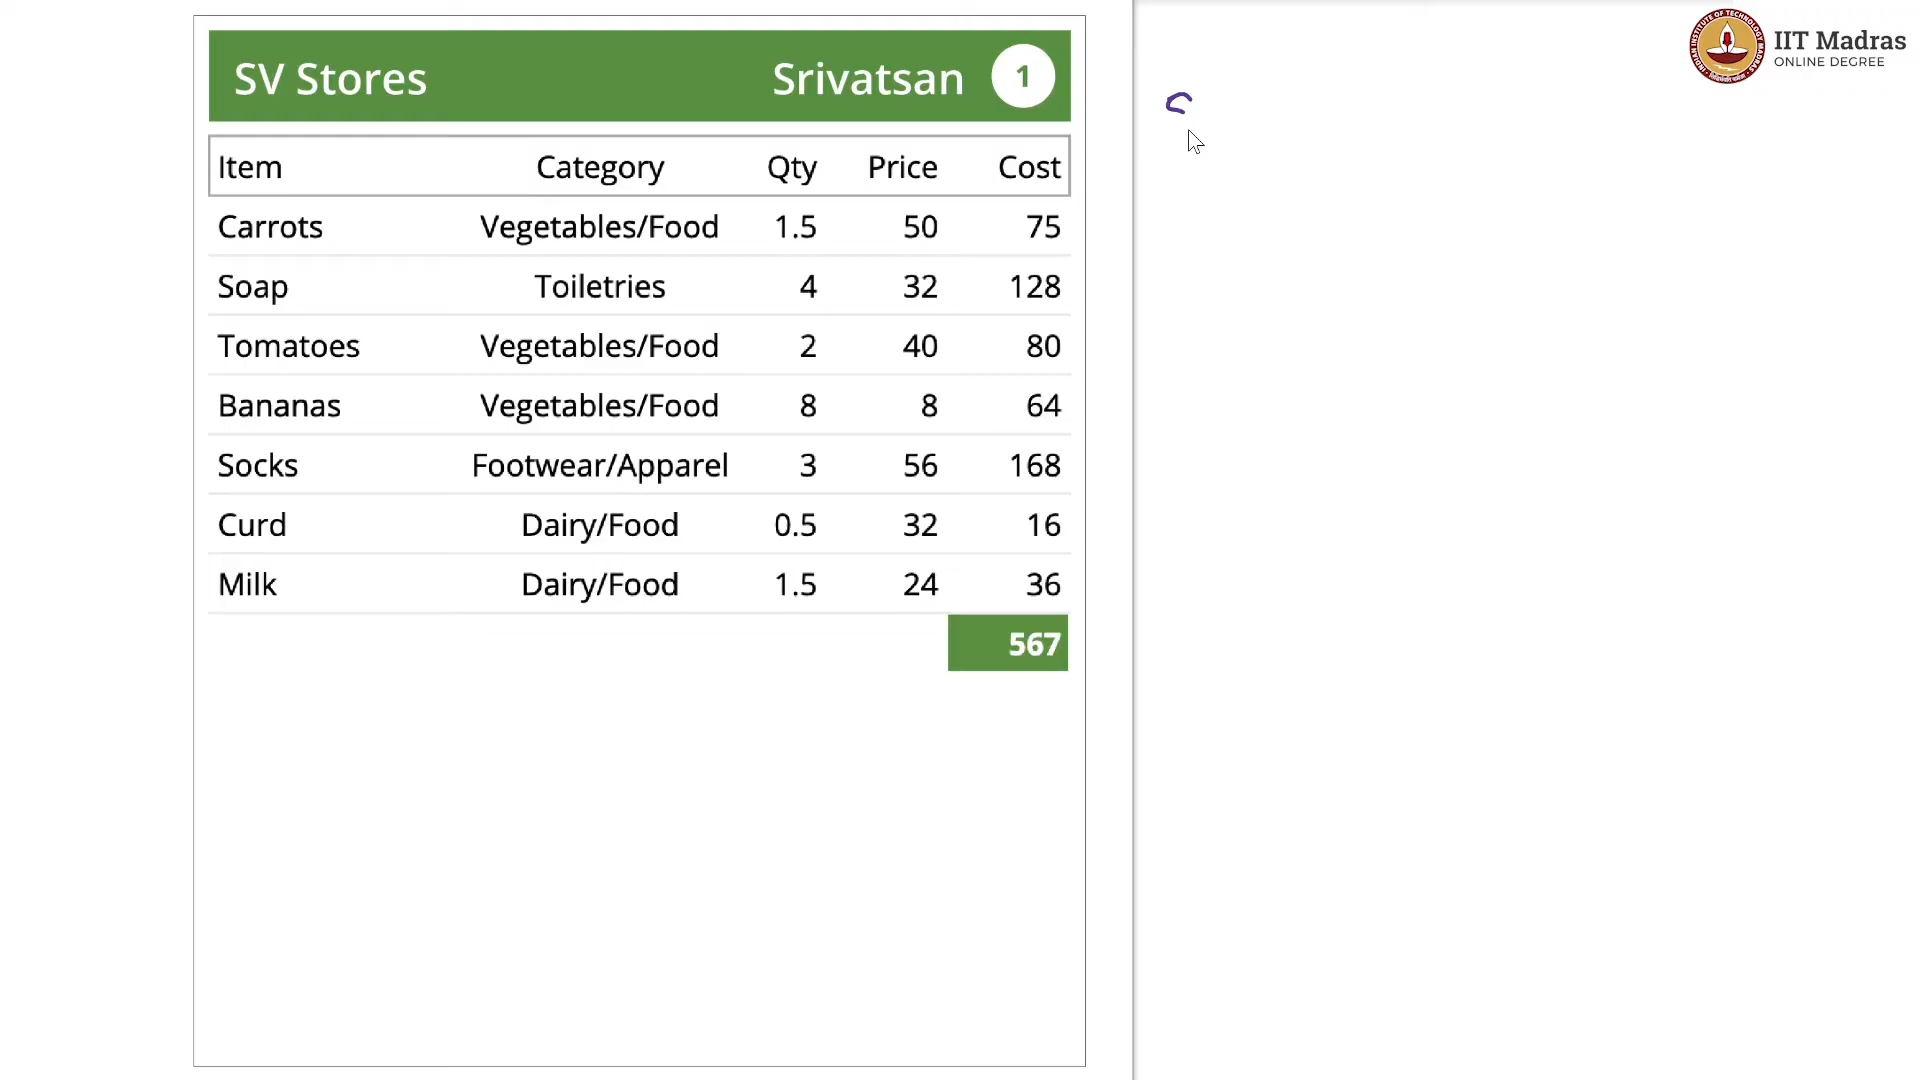 SV Stores Srivatsan 1
Item Category Qty Price Cost
Carrots Vegetables/Food 1.5 50 75
Soap Toiletries 4 32 128
Tomatoes Vegetables/Food 2 40 80
Bananas Vegetables/Food 8 8 64
Socks Footwear/Apparel 3 56 168
Curd Dairy/Food 0.5 32 16
Milk Dairy/Food 1.5 24 36
567
IIT Madras
ONLINE DEGREE